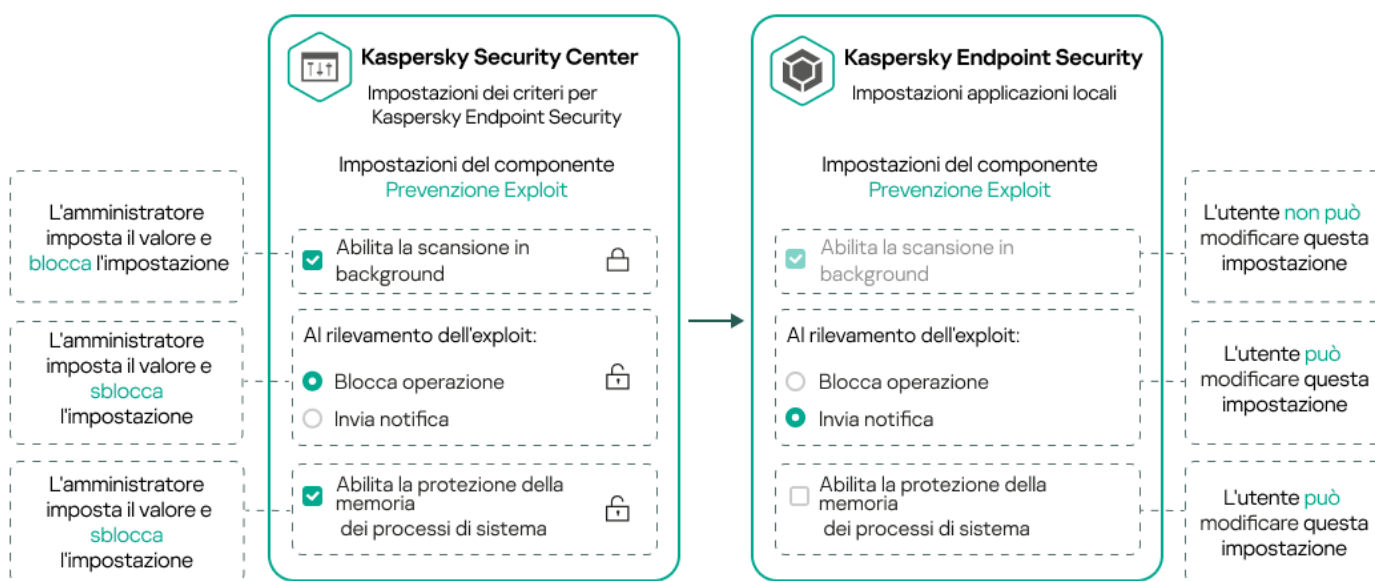 Kaspersky Security Center
Impostazioni dei criteri per
Kaspersky Endpoint Security
Impostazioni del componente
Prevenzione Exploit
L'amministratore
imposta il valore e
blocca l'impostazione
Abilita la scansione in
background
L'amministratore
imposta il valore e
sblocca
l'impostazione
Al rilevamento dell'exploit:
Blocca operazione
Invia notifica
L'amministratore
imposta il valore e
sblocca
l'impostazione
Abilita la protezione della
memoria
dei processi di sistema
Kaspersky Endpoint Security
Impostazioni applicazioni locali
Impostazioni del componente
Prevenzione Exploit
Abilita la scansione in
background
L'utente non può
modificare questa
impostazione
Al rilevamento dell'exploit:
Blocca operazione
Invia notifica
L'utente può
modificare questa
impostazione
Abilita la protezione della
memoria
dei processi di sistema
L'utente può
modificare questa
impostazione